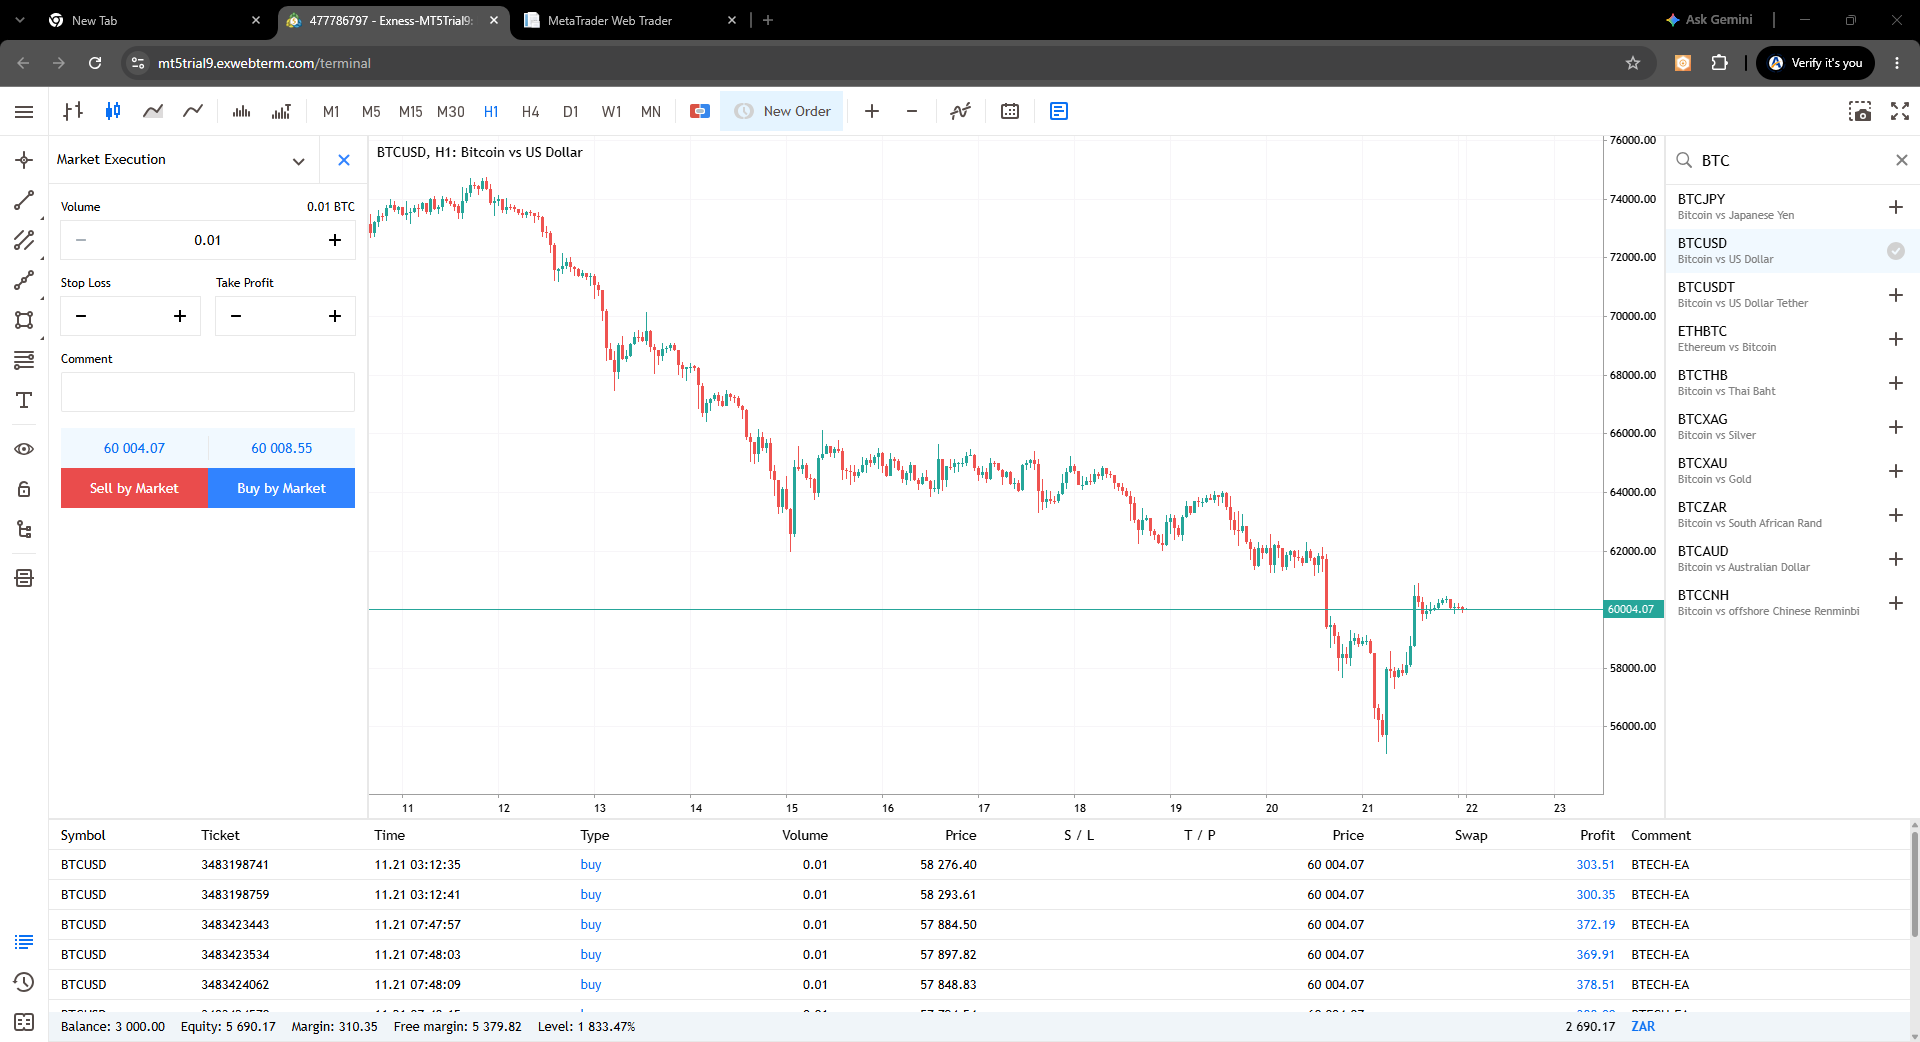 New Tab
477786797 - Exness-MT5Trial9:
MetaTrader Web Trader
Ask Gemini
mt5trial9.exwebterm.com/terminal
Verify it's you
M1 M5 M15 M30 H1 H4 D1 W1 MN New Order
Market Execution
Volume 0.01 BTC
0.01
Stop Loss Take Profit
Comment
60 004.07 60 008.55
Sell by Market Buy by Market
BTCUSD, H1: Bitcoin vs US Dollar
76000.00
74000.00
72000.00
70000.00
68000.00
66000.00
64000.00
62000.00
60004.07
58000.00
56000.00
11 12 13 14 15 16 17 18 19 20 21 22 23
BTC
BTCJPY
Bitcoin vs Japanese Yen
BTCUSD
Bitcoin vs US Dollar
BTCUSDT
Bitcoin vs US Dollar Tether
ETHBTC
Ethereum vs Bitcoin
BTCTHB
Bitcoin vs Thai Baht
BTCXAG
Bitcoin vs Silver
BTCXAU
Bitcoin vs Gold
BTCZAR
Bitcoin vs South African Rand
BTCAUD
Bitcoin vs Australian Dollar
BTCCNH
Bitcoin vs offshore Chinese Renminbi
Symbol Ticket Time Type Volume Price S / L T / P Price Swap Profit Comment
BTCUSD 3483198741 11.21 03:12:35 buy 0.01 58 276.40 60 004.07 303.51 BTECH-EA
BTCUSD 3483198759 11.21 03:12:41 buy 0.01 58 293.61 60 004.07 300.35 BTECH-EA
BTCUSD 3483423443 11.21 07:47:57 buy 0.01 57 884.50 60 004.07 372.19 BTECH-EA
BTCUSD 3483423534 11.21 07:48:03 buy 0.01 57 897.82 60 004.07 369.91 BTECH-EA
BTCUSD 3483424062 11.21 07:48:09 buy 0.01 57 848.83 60 004.07 378.51 BTECH-EA
Balance: 3 000.00 Equity: 5 690.17 Margin: 310.35 Free margin: 5 379.82 Level: 1 833.47% 2 690.17 ZAR